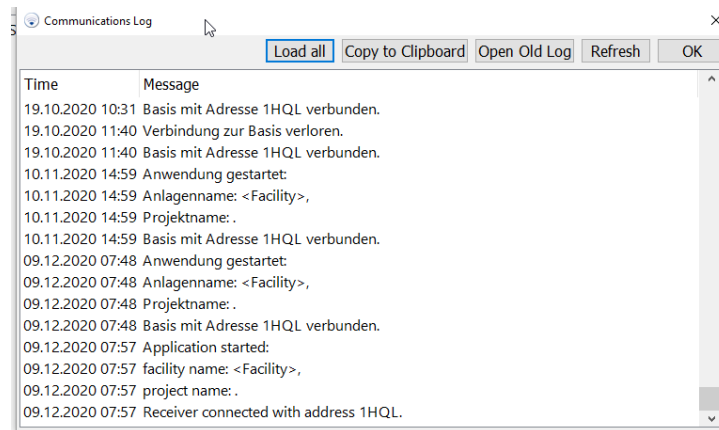 Communications Log
Load all Copy to Clipboard Open Old Log Refresh OK
Time Message
19.10.2020 10:31 Basis mit Adresse 1HQL verbunden.
19.10.2020 11:40 Verbindung zur Basis verloren.
19.10.2020 11:40 Basis mit Adresse 1HQL verbunden.
10.11.2020 14:59 Anwendung gestartet:
10.11.2020 14:59 Anlagenname: <Facility>,
10.11.2020 14:59 Projektname: .
10.11.2020 14:59 Basis mit Adresse 1HQL verbunden.
09.12.2020 07:48 Anwendung gestartet:
09.12.2020 07:48 Anlagenname: <Facility>,
09.12.2020 07:48 Projektname: .
09.12.2020 07:48 Basis mit Adresse 1HQL verbunden.
09.12.2020 07:57 Application started:
09.12.2020 07:57 facility name: <Facility>,
09.12.2020 07:57 project name: .
09.12.2020 07:57 Receiver connected with address 1HQL.